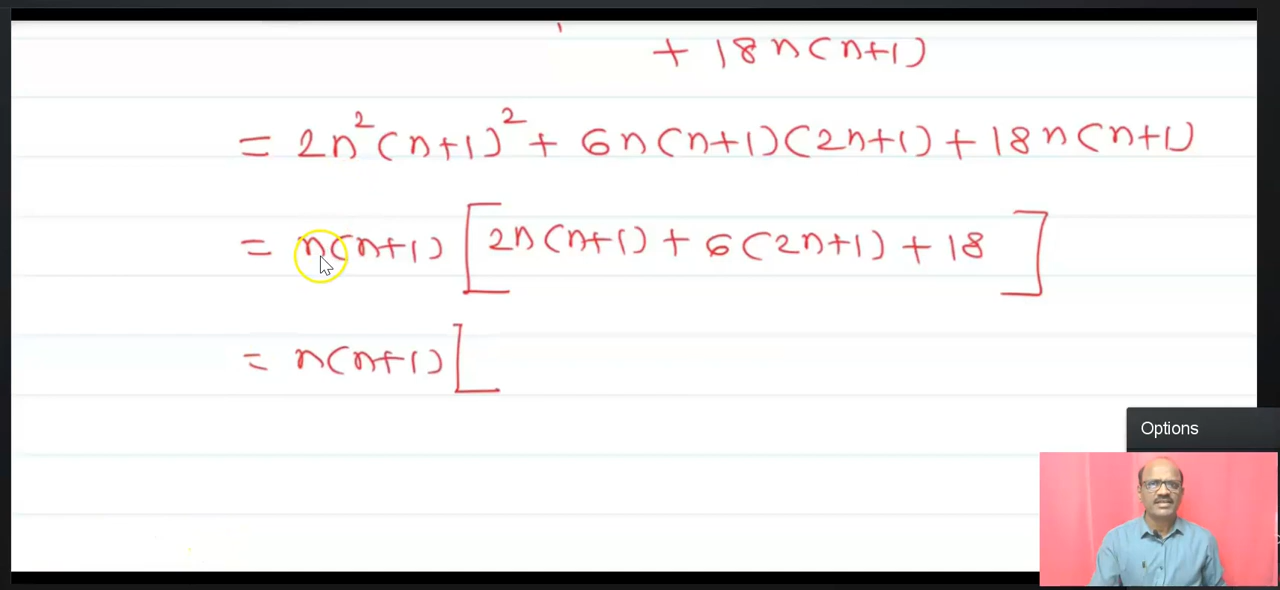 + 18n(n+1)
= 2n²(n+1)² + 6n(n+1)(2n+1) + 18n(n+1)
= n(n+1) [ 2n(n+1) + 6(2n+1) + 18 ]
= n(n+1) [
Options